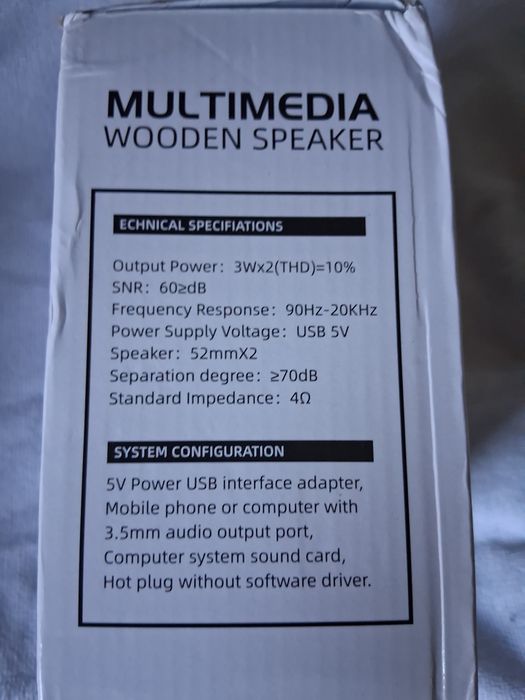 MULTIMEDIA
WOODEN SPEAKER
ECHNICAL SPECIFIATIONS
Output Power: 3Wx2(THD)=10%
SNR: 60≥dB
Frequency Response: 90Hz-20KHz
Power Supply Voltage: USB 5V
Speaker: 52mmX2
Separation degree: ≥70dB
Standard Impedance: 4Ω
SYSTEM CONFIGURATION
5V Power USB interface adapter,
Mobile phone or computer with
3.5mm audio output port,
Computer system sound card,
Hot plug without software driver.